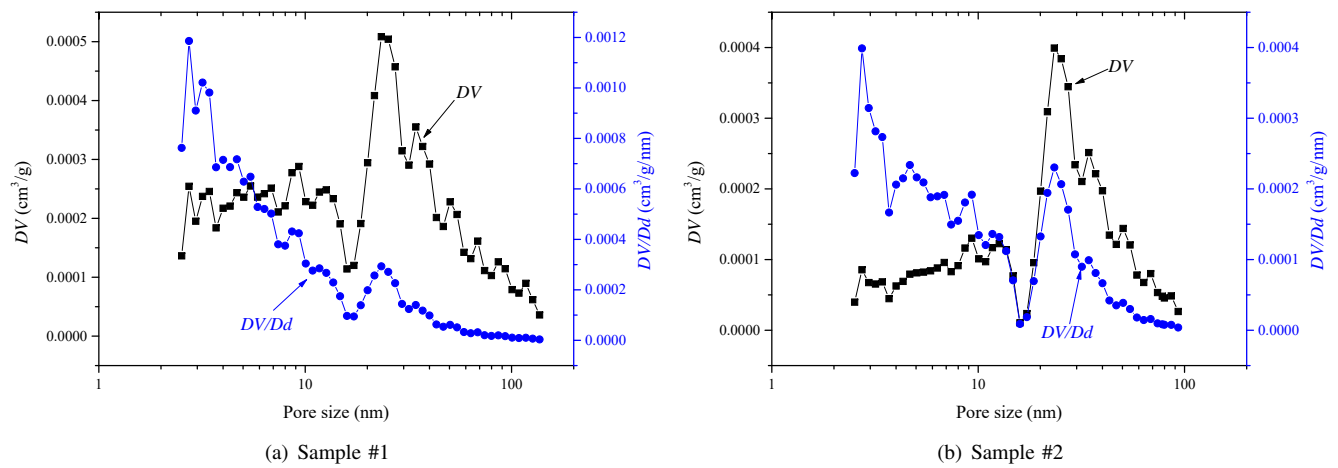 0.0005
0.0004
0.0003
0.0002
0.0001
0.0000
DV (cm³/g)
DV
DV/Dd
0.0012
0.0010
0.0008
0.0006
0.0004
0.0002
0.0000
DV/Dd (cm³/g/nm)
1
10
100
Pore size (nm)
(a) Sample #1
0.0004
0.0003
0.0002
0.0001
0.0000
DV (cm³/g)
DV
DV/Dd
0.0004
0.0003
0.0002
0.0001
0.0000
DV/Dd (cm³/g/nm)
1
10
100
Pore size (nm)
(b) Sample #2